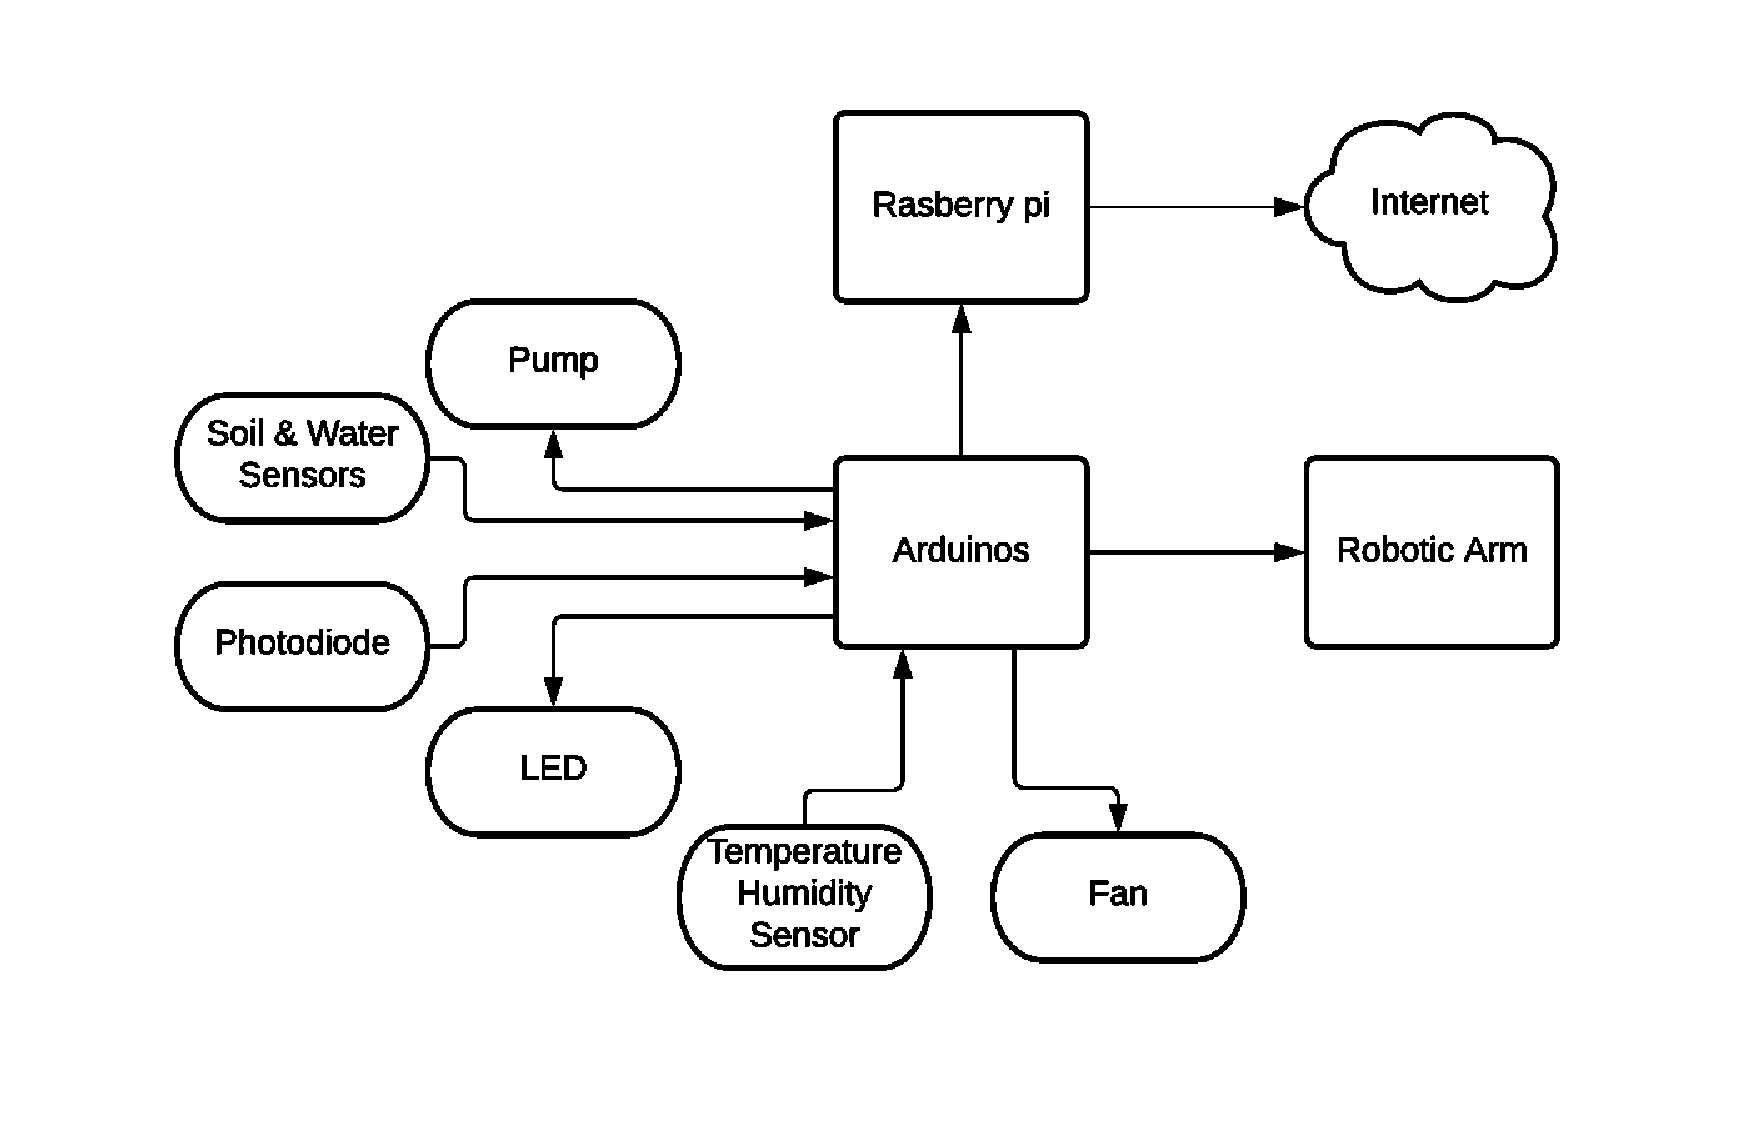 Rasberry pi
Internet
Pump
Soil & Water
Sensors
Arduinos
Robotic Arm
Photodiode
LED
Temperature
Humidity
Sensor
Fan